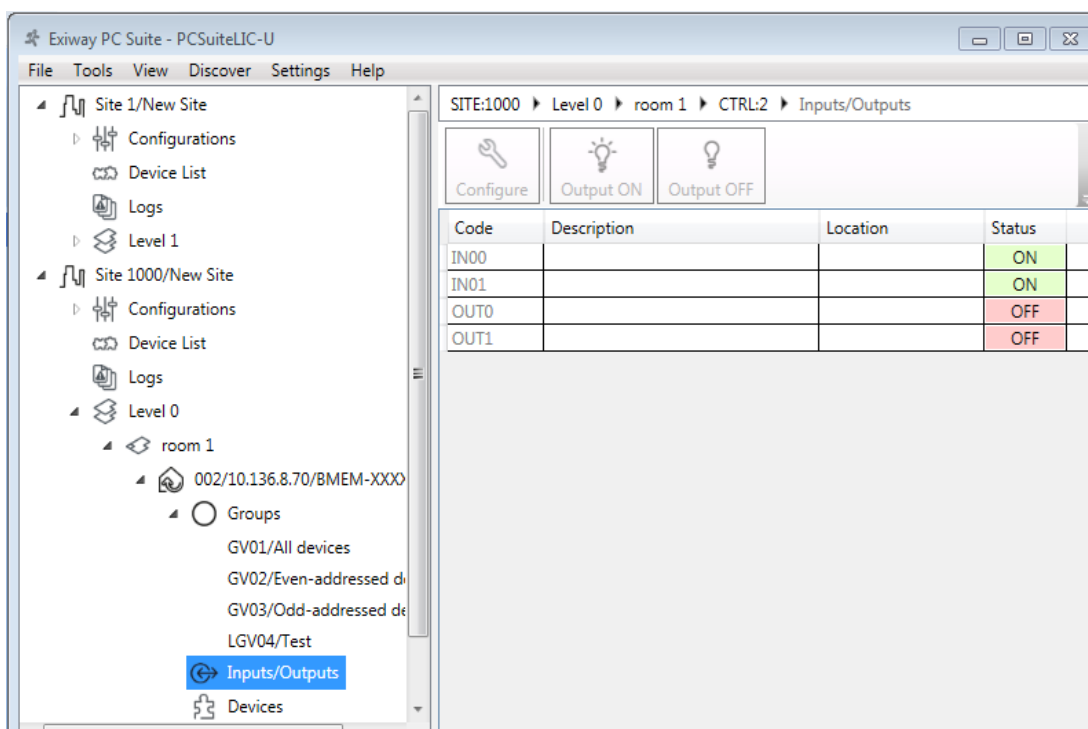 Exiway PC Suite - PCSuiteLIC-U
File Tools View Discover Settings Help
Site 1/New Site
Configurations
Device List
Logs
Level 1
Site 1000/New Site
Configurations
Device List
Logs
Level 0
room 1
002/10.136.8.70/BMEM-XXXX
Groups
GV01/All devices
GV02/Even-addressed de
GV03/Odd-addressed de
LGV04/Test
Inputs/Outputs
Devices
SITE:1000 Level 0 room 1 CTRL:2 Inputs/Outputs
Configure Output ON Output OFF
Code Description Location Status
IN00 ON
IN01 ON
OUT0 OFF
OUT1 OFF